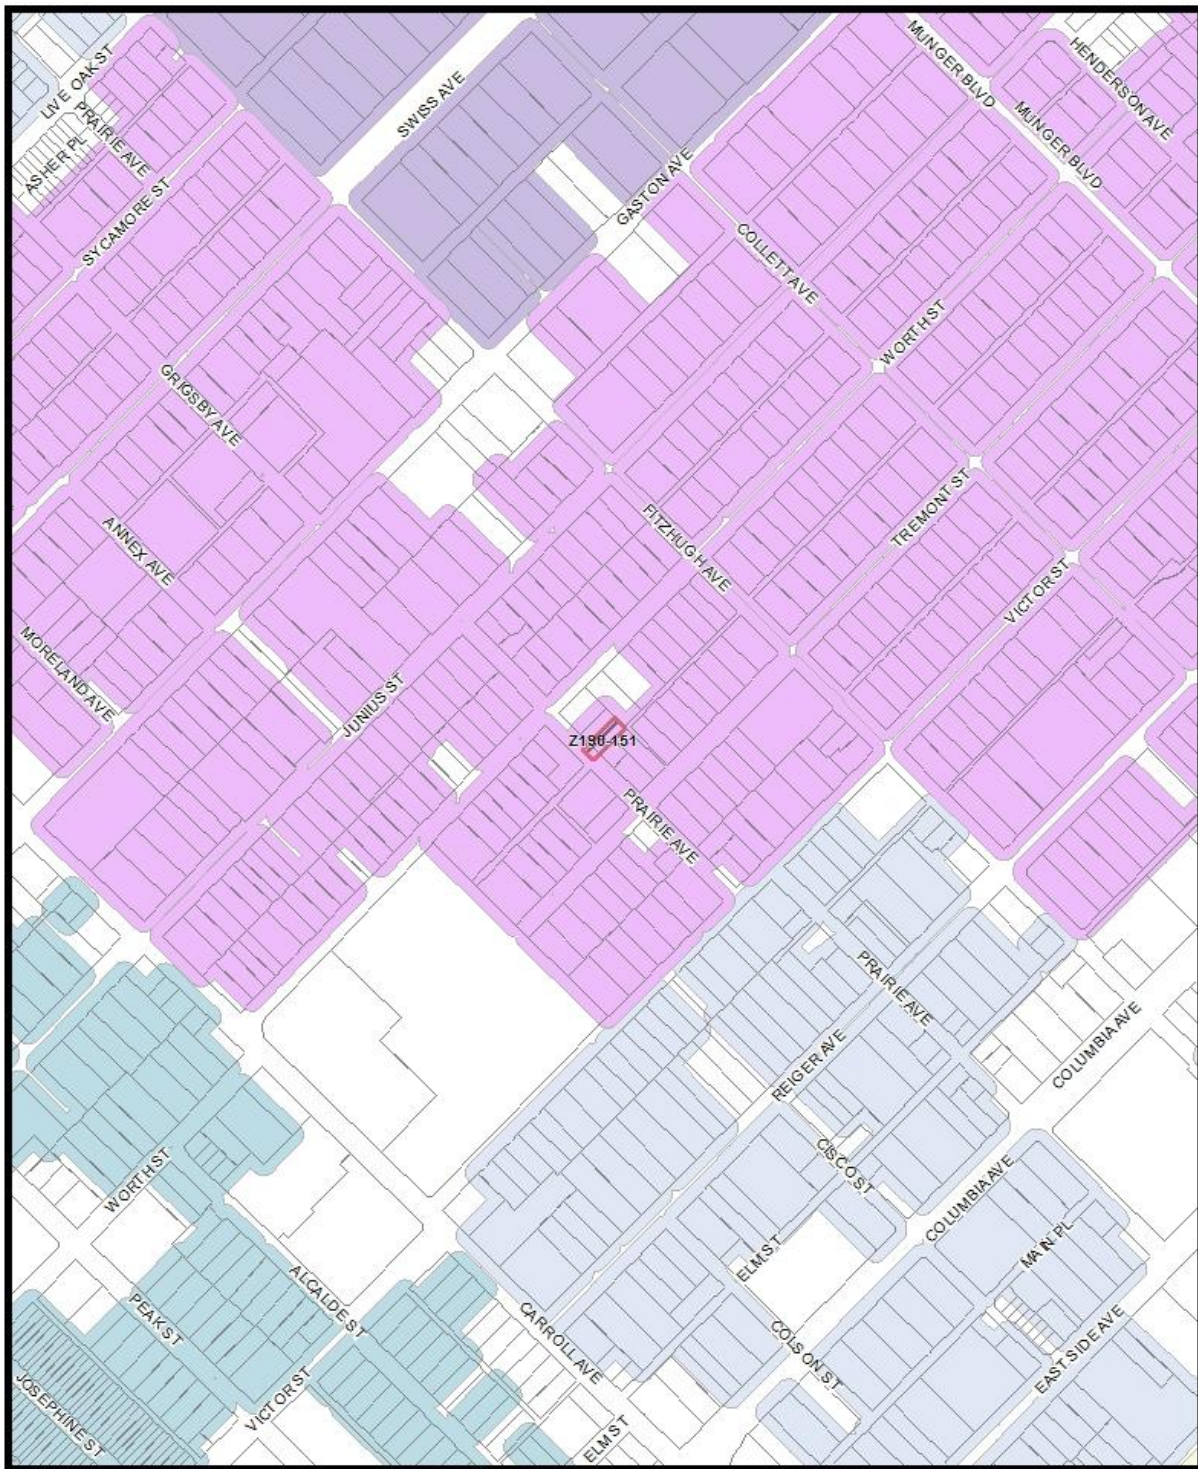 LIVE OAK ST
PRAIRIE AVE
ASHER PL
SYCAMORE ST
SWISS AVE
GASTON AVE
MUNGER BLVD
HENDERSON AVE
MUNGER BLVD
COLLETT AVE
WORTH ST
GRIGSBY AVE
ANNEX AVE
MORELAND AVE
JUNIUS ST
FITZHUGH AVE
TREMONT ST
VICTOR ST
Z190-151
PRAIRIE AVE
PRAIRIE AVE
COLUMBIA AVE
REIGER AVE
CISCO ST
COLUMBIA AVE
MAIN PL
ELM ST
WORTH ST
ALCALDE ST
PEAK ST
VICTOR ST
JOSEPHINE ST
CARROLL AVE
COLSON ST
EAST SIDE AVE
ELM ST